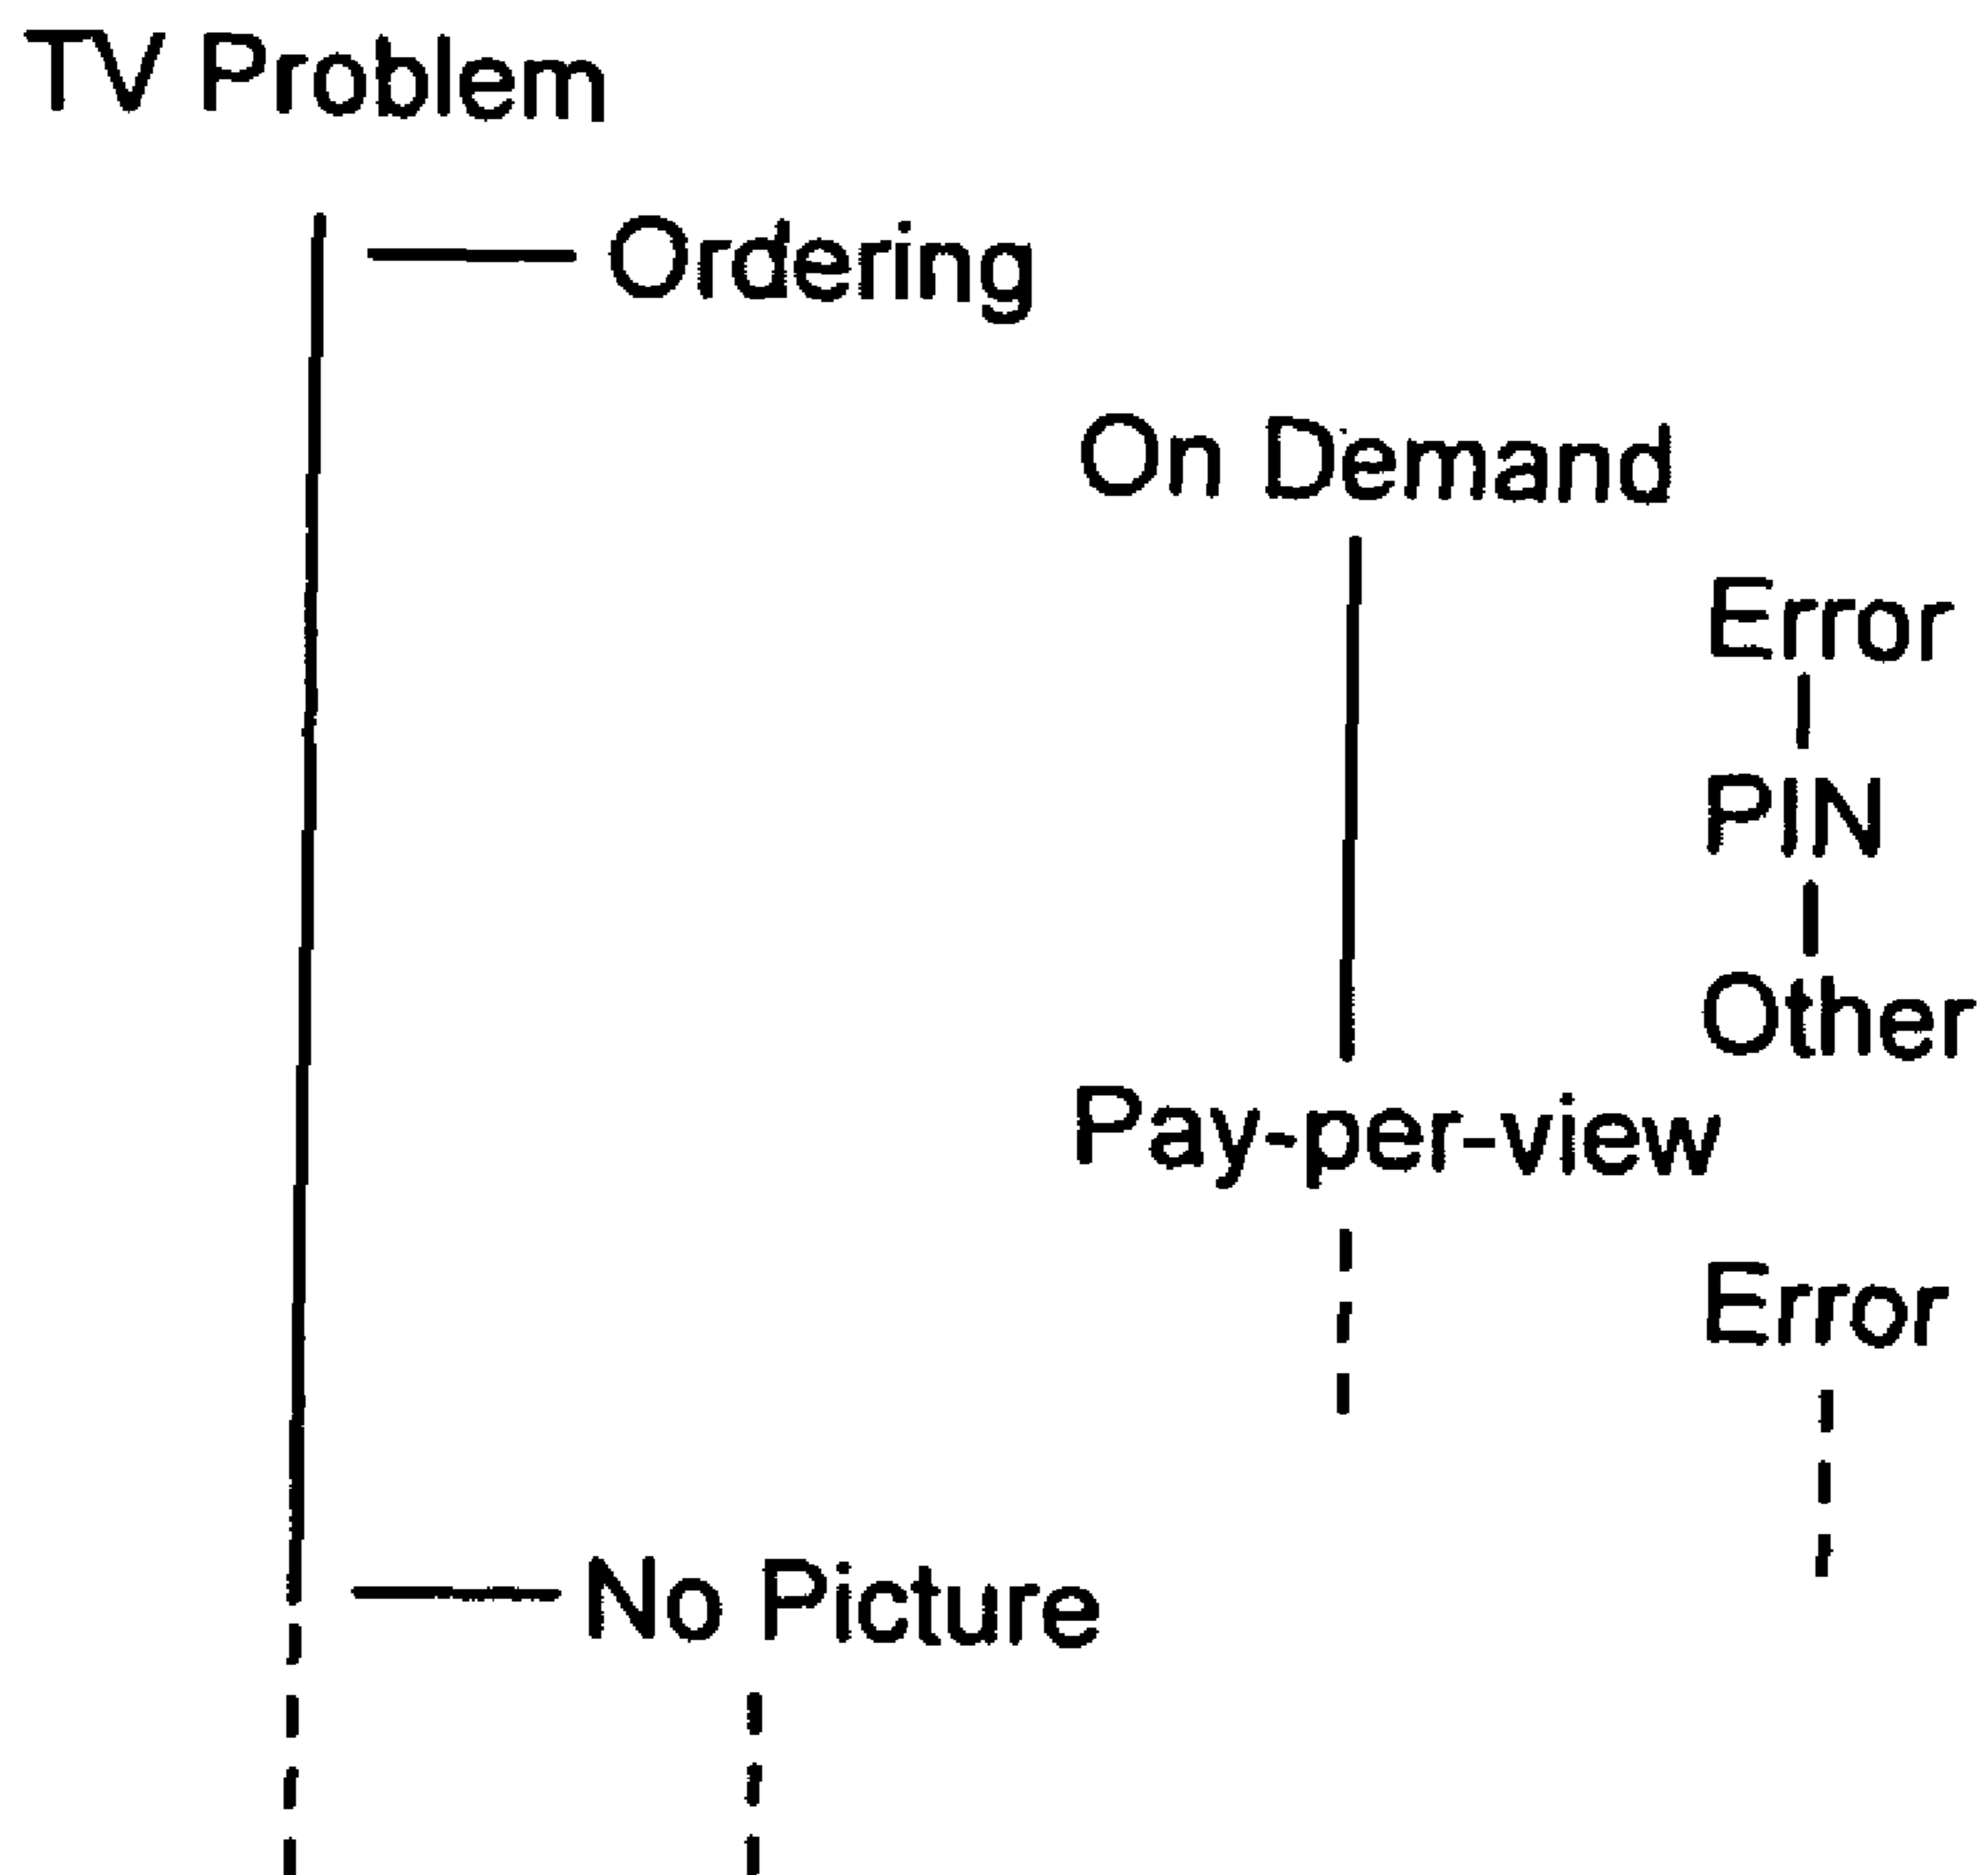 TV Problem
Ordering
On Demand
Error
PIN
Other
Pay-per-view
Error
No Picture